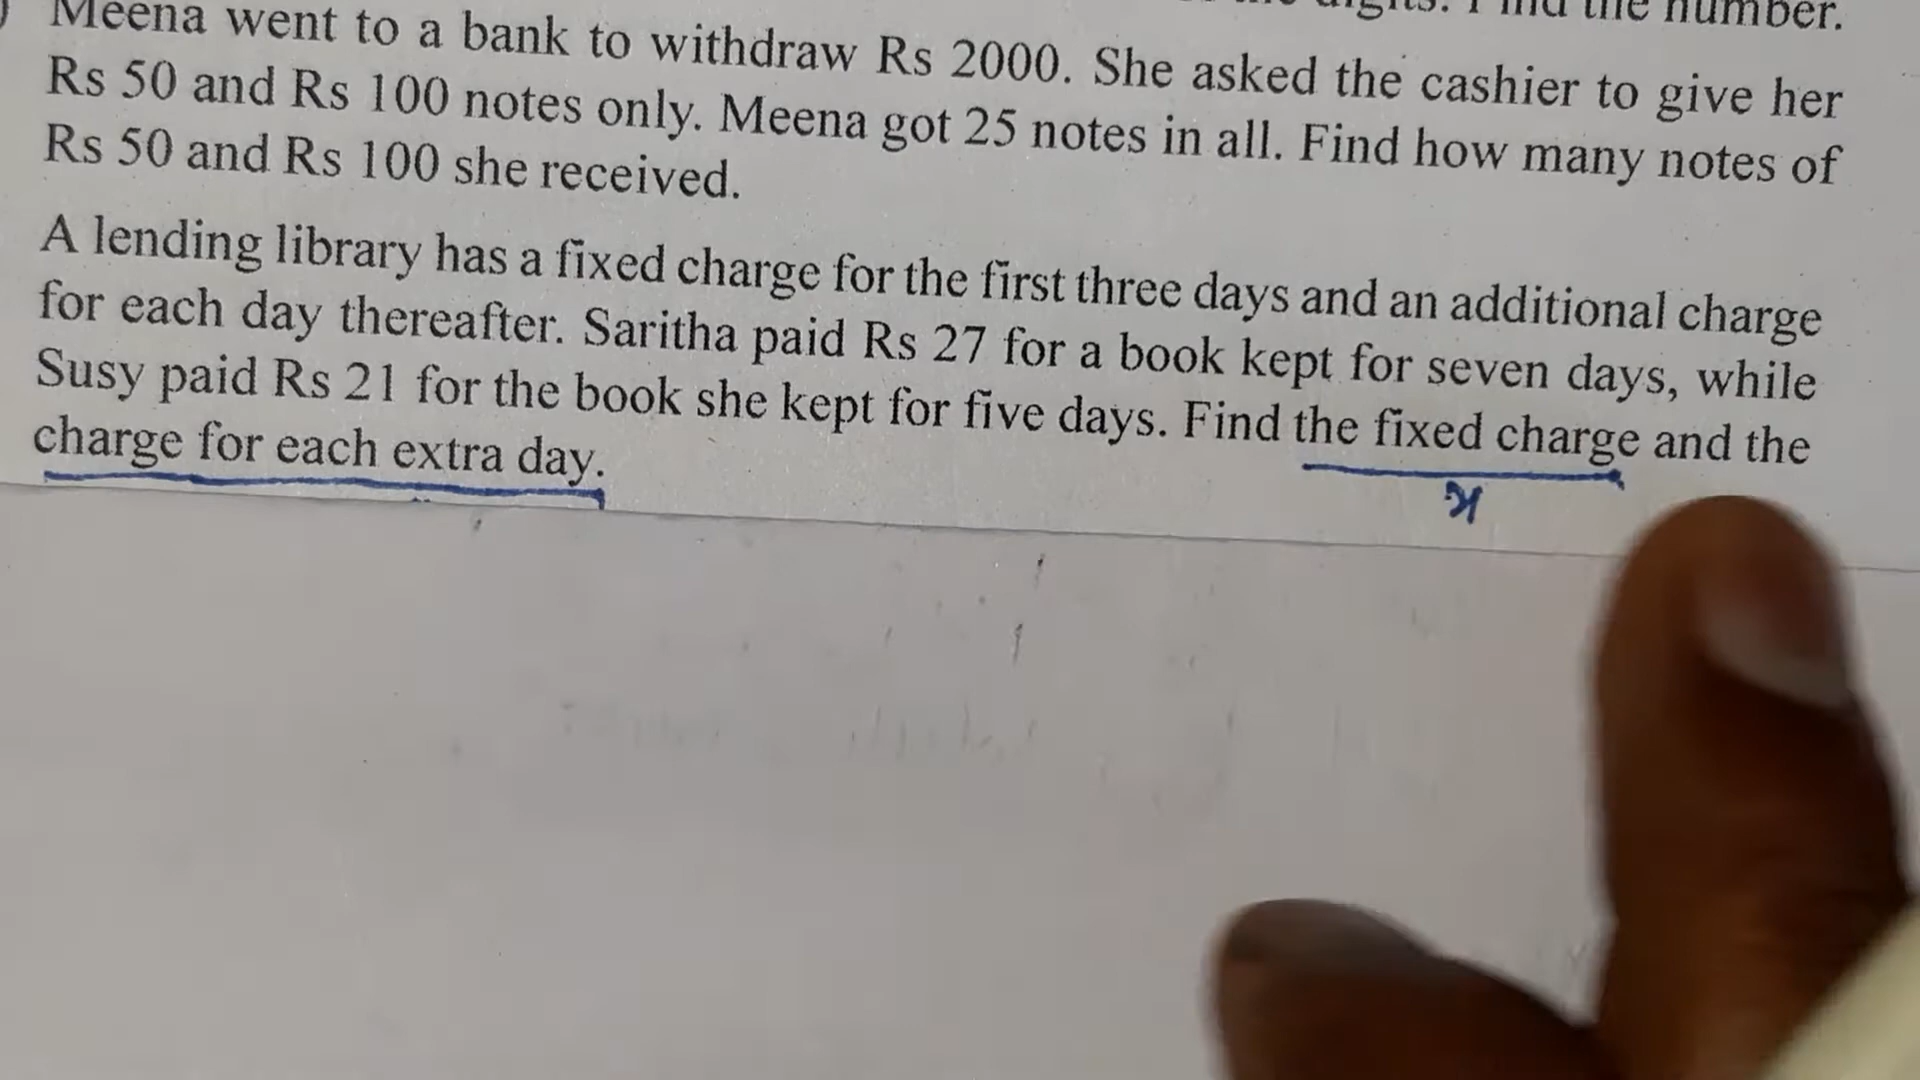 digits. Find the number.
Meena went to a bank to withdraw Rs 2000. She asked the cashier to give her
Rs 50 and Rs 100 notes only. Meena got 25 notes in all. Find how many notes of
Rs 50 and Rs 100 she received.
A lending library has a fixed charge for the first three days and an additional charge
for each day thereafter. Saritha paid Rs 27 for a book kept for seven days, while
Susy paid Rs 21 for the book she kept for five days. Find the fixed charge and the
charge for each extra day.
x